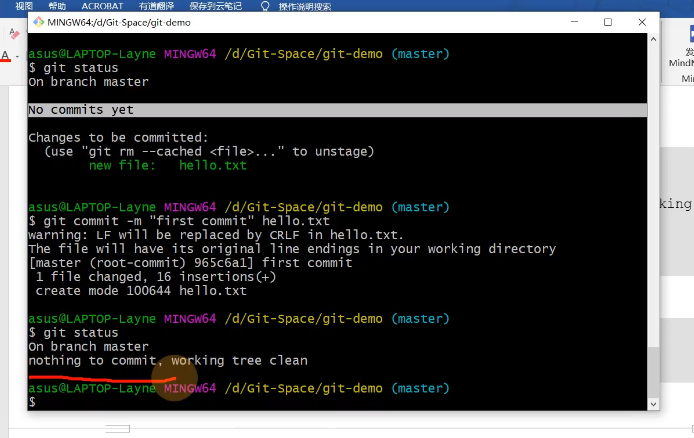 视图 帮助 ACROBAT 有道翻译 保存到云笔记 操作说明搜索
MINGW64:/d/Git-Space/git-demo
asus@LAPTOP-Layne MINGW64 /d/Git-Space/git-demo (master)
$ git status
On branch master
No commits yet
Changes to be committed:
(use "git rm --cached <file>..." to unstage)
new file: hello.txt
asus@LAPTOP-Layne MINGW64 /d/Git-Space/git-demo (master)
$ git commit -m "first commit" hello.txt
warning: LF will be replaced by CRLF in hello.txt.
The file will have its original line endings in your working directory
[master (root-commit) 965c6a1] first commit
1 file changed, 16 insertions(+)
create mode 100644 hello.txt
asus@LAPTOP-Layne MINGW64 /d/Git-Space/git-demo (master)
$ git status
On branch master
nothing to commit, working tree clean
asus@LAPTOP-Layne MINGW64 /d/Git-Space/git-demo (master)
$
A
king